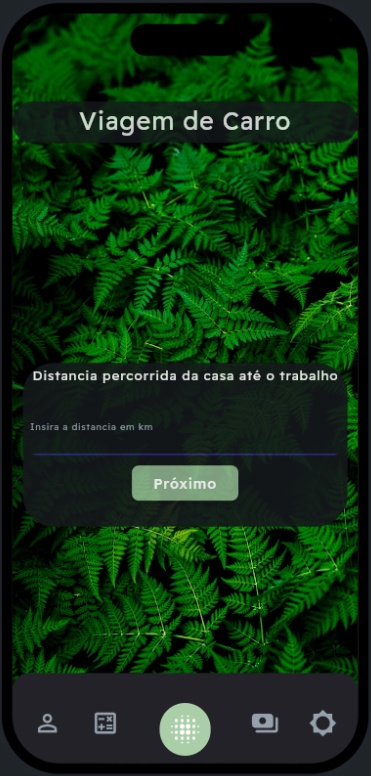 Viagem de Carro
Distancia percorrida da casa até o trabalho
Insira a distancia em km
Próximo